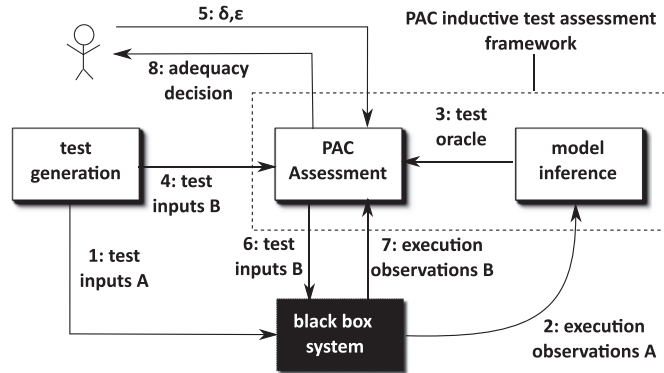 5: δ,ε
PAC inductive test assessment
framework
8: adequacy
decision
3: test
oracle
test
generation
PAC
Assessment
model
inference
4: test
inputs B
1: test
inputs A
6: test
inputs B
7: execution
observations B
black box
system
2: execution
observations A